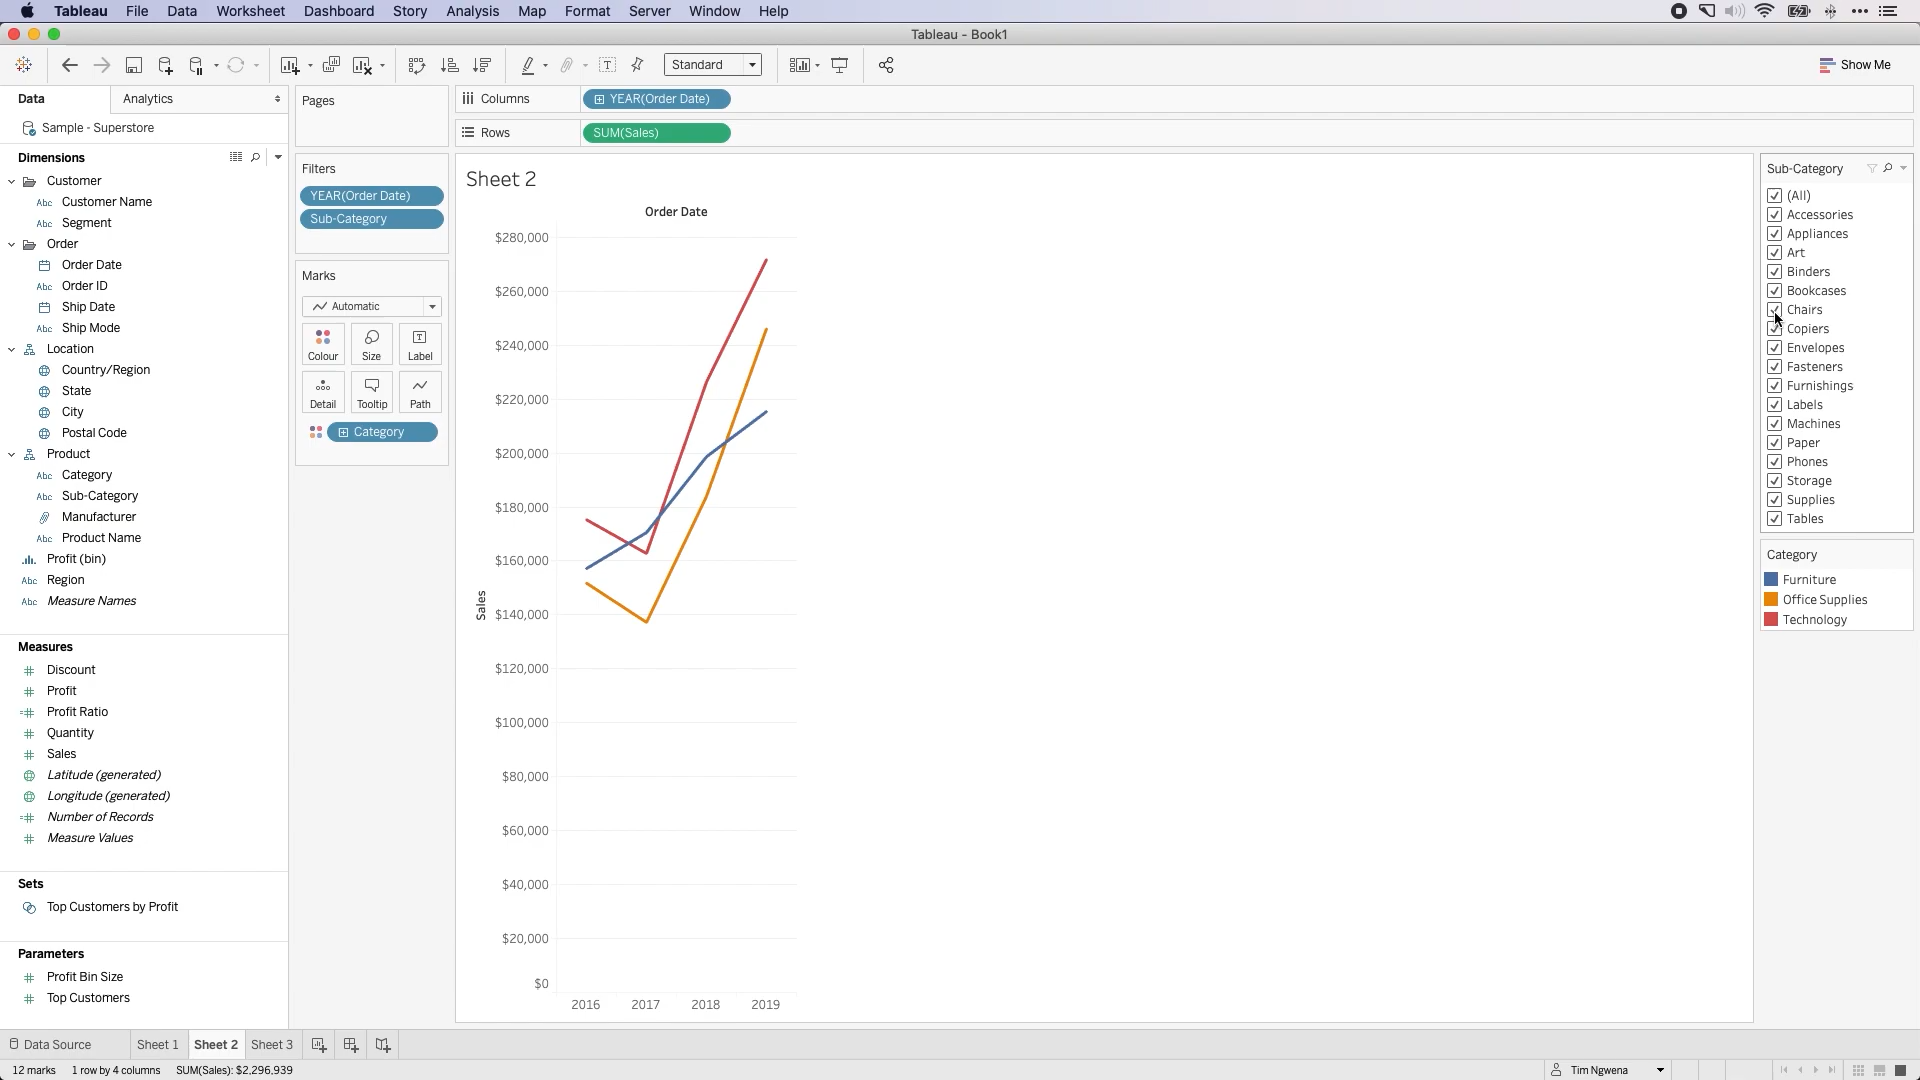 Tableau File Data Worksheet Dashboard Story Analysis Map Format Server Window Help
Tableau - Book1
Standard
Show Me
Data Analytics
Sample - Superstore
Dimensions
Customer
Abc Customer Name
Abc Segment
Order
Order Date
Abc Order ID
Ship Date
Abc Ship Mode
Location
Country/Region
State
City
Postal Code
Product
Abc Category
Abc Sub-Category
Manufacturer
Abc Product Name
Profit (bin)
Abc Region
Abc Measure Names
Measures
# Discount
# Profit
=# Profit Ratio
# Quantity
# Sales
Latitude (generated)
Longitude (generated)
=# Number of Records
# Measure Values
Sets
Top Customers by Profit
Parameters
# Profit Bin Size
# Top Customers
Pages
Filters
YEAR(Order Date)
Sub-Category
Marks
Automatic
Colour Size Label
Detail Tooltip Path
Category
Columns YEAR(Order Date)
Rows SUM(Sales)
Sheet 2
Order Date
$280,000
$260,000
$240,000
$220,000
$200,000
$180,000
$160,000
$140,000
$120,000
$100,000
$80,000
$60,000
$40,000
$20,000
$0
Sales
2016 2017 2018 2019
Sub-Category
(All)
Accessories
Appliances
Art
Binders
Bookcases
Chairs
Copiers
Envelopes
Fasteners
Furnishings
Labels
Machines
Paper
Phones
Storage
Supplies
Tables
Category
Furniture
Office Supplies
Technology
Data Source Sheet 1 Sheet 2 Sheet 3
12 marks 1 row by 4 columns SUM(Sales): $2,296,939 Tim Ngwena